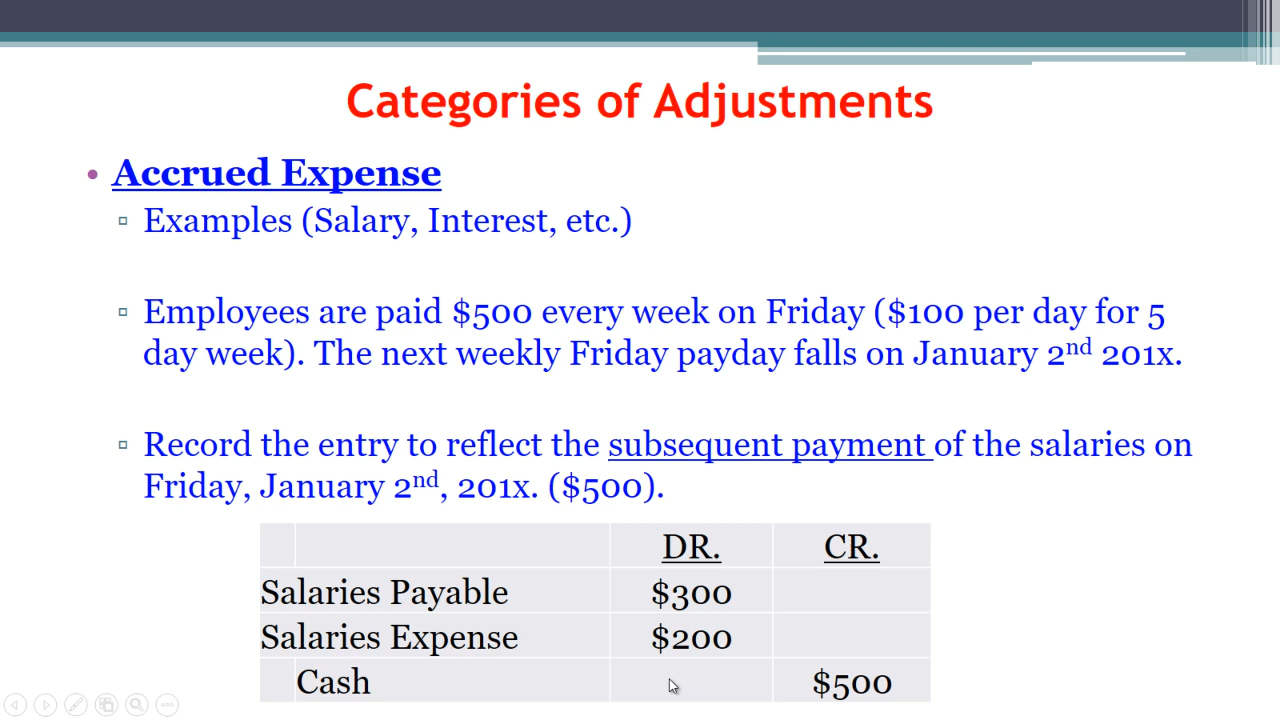 Categories of Adjustments
• Accrued Expense
▫ Examples (Salary, Interest, etc.)
▫ Employees are paid $500 every week on Friday ($100 per day for 5
day week). The next weekly Friday payday falls on January 2nd 201x.
▫ Record the entry to reflect the subsequent payment of the salaries on
Friday, January 2nd, 201x. ($500).
DR. CR.
Salaries Payable $300
Salaries Expense $200
Cash $500